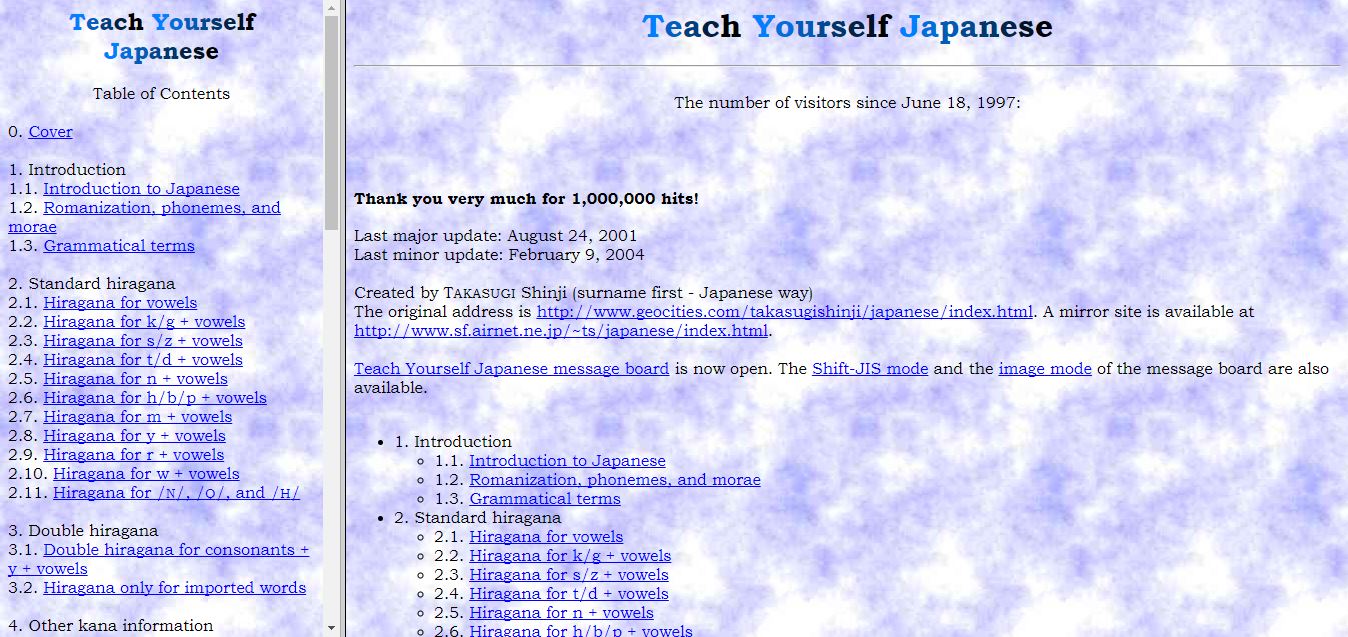 Teach Yourself
Japanese
Table of Contents
0. Cover
1. Introduction
1.1. Introduction to Japanese
1.2. Romanization, phonemes, and
morae
1.3. Grammatical terms
2. Standard hiragana
2.1. Hiragana for vowels
2.2. Hiragana for k/g + vowels
2.3. Hiragana for s/z + vowels
2.4. Hiragana for t/d + vowels
2.5. Hiragana for n + vowels
2.6. Hiragana for h/b/p + vowels
2.7. Hiragana for m + vowels
2.8. Hiragana for y + vowels
2.9. Hiragana for r + vowels
2.10. Hiragana for w + vowels
2.11. Hiragana for /N/, /Q/, and /H/
3. Double hiragana
3.1. Double hiragana for consonants +
y + vowels
3.2. Hiragana only for imported words
4. Other kana information
Teach Yourself Japanese
The number of visitors since June 18, 1997:
Thank you very much for 1,000,000 hits!
Last major update: August 24, 2001
Last minor update: February 9, 2004
Created by TAKASUGI Shinji (surname first - Japanese way)
The original address is http://www.geocities.com/takasugishinji/japanese/index.html. A mirror site is available at
http://www.sf.airnet.ne.jp/~ts/japanese/index.html.
Teach Yourself Japanese message board is now open. The Shift-JIS mode and the image mode of the message board are also
available.
• 1. Introduction
◦ 1.1. Introduction to Japanese
◦ 1.2. Romanization, phonemes, and morae
◦ 1.3. Grammatical terms
• 2. Standard hiragana
◦ 2.1. Hiragana for vowels
◦ 2.2. Hiragana for k/g + vowels
◦ 2.3. Hiragana for s/z + vowels
◦ 2.4. Hiragana for t/d + vowels
◦ 2.5. Hiragana for n + vowels
◦ 2.6. Hiragana for h/b/p + vowels